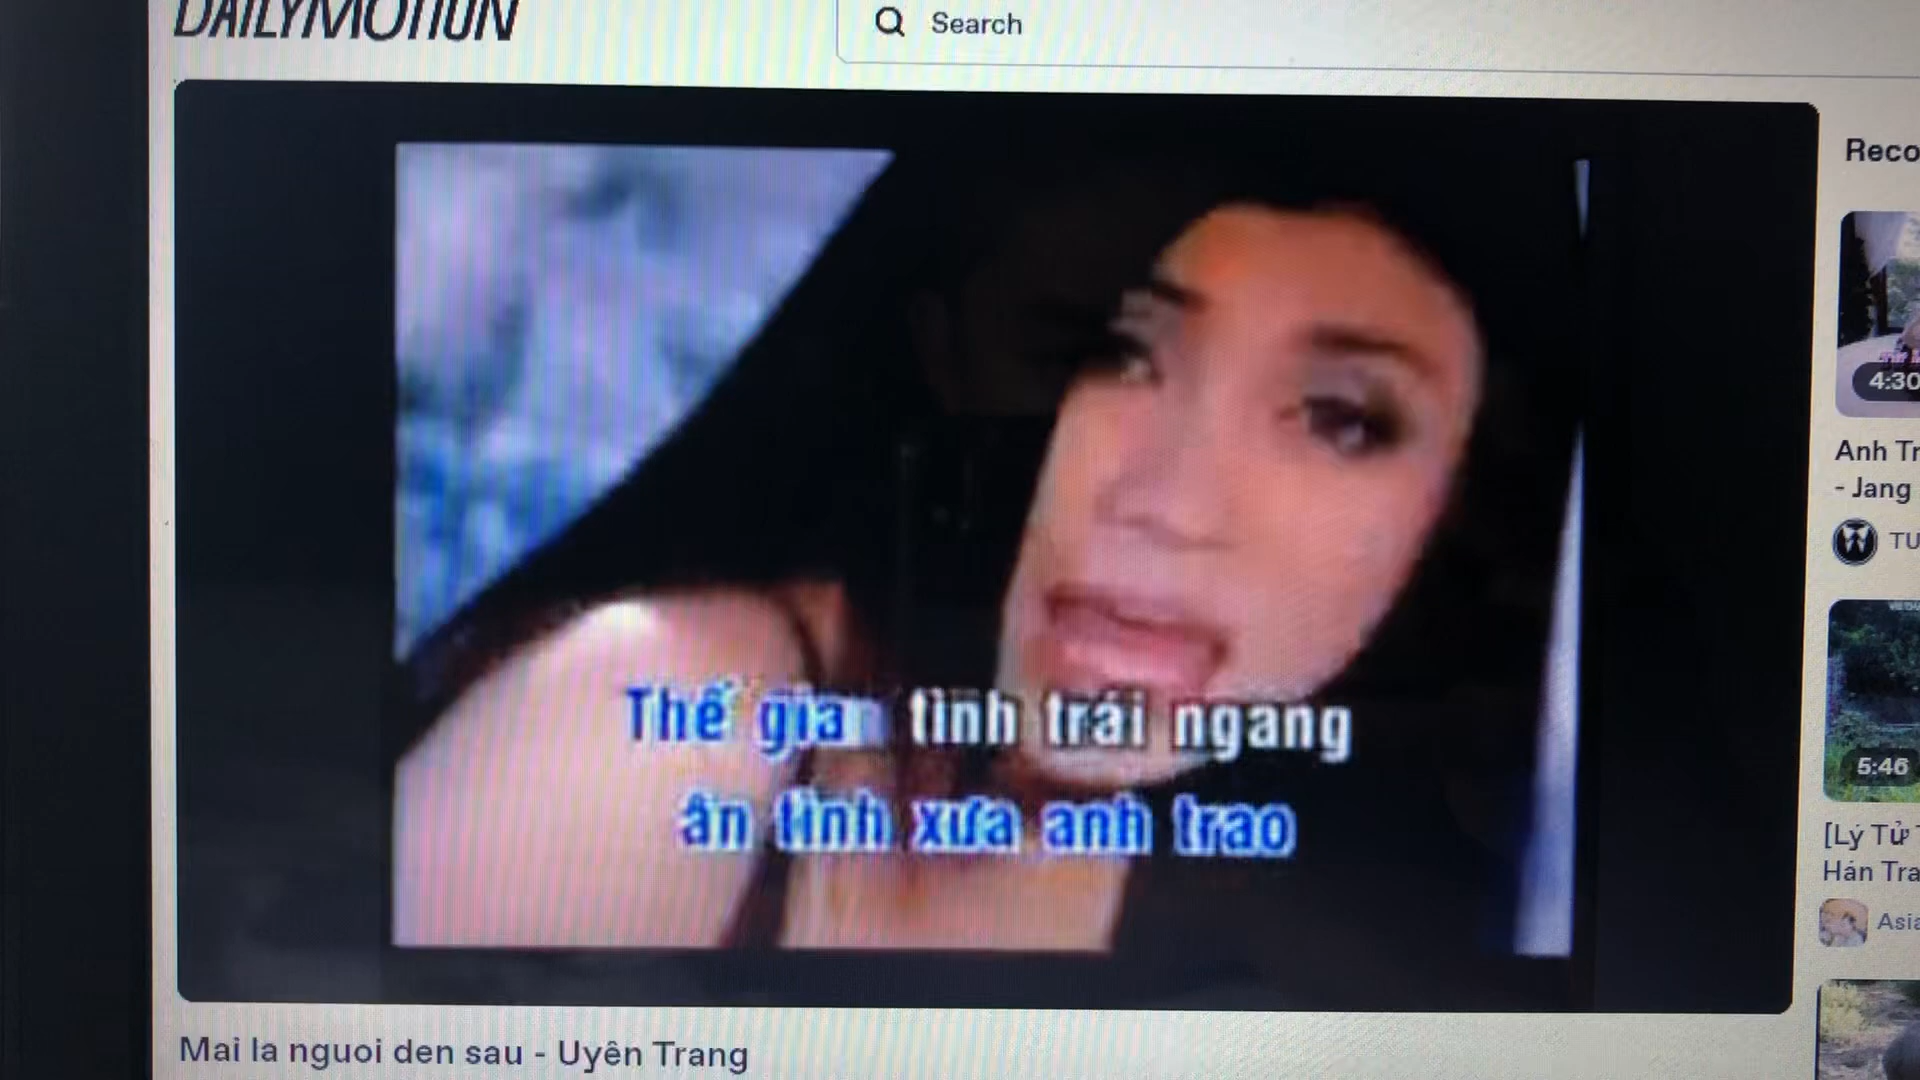 DAILYMOTION
Search
Thế gian tình trái ngang
ân tình xưa anh trao
Mai la nguoi den sau - Uyên Trang
Reco
4:30
Anh Tr
- Jang
TU
5:46
[Lý Tử T
Hán Tra
Asia